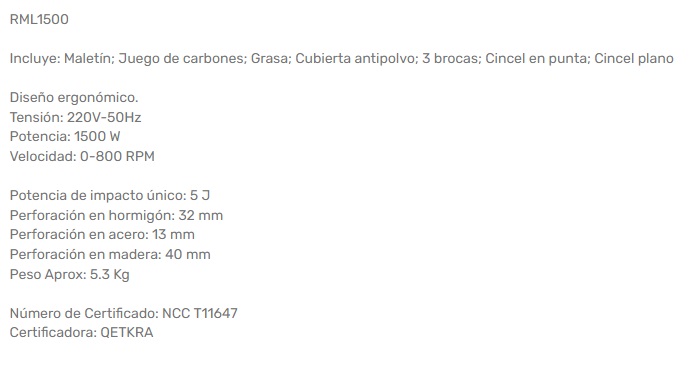 RML1500
Incluye: Maletín; Juego de carbones; Grasa; Cubierta antipolvo; 3 brocas; Cincel en punta; Cincel plano
Diseño ergonómico.
Tensión: 220V-50Hz
Potencia: 1500 W
Velocidad: 0-800 RPM
Potencia de impacto único: 5 J
Perforación en hormigón: 32 mm
Perforación en acero: 13 mm
Perforación en madera: 40 mm
Peso Aprox: 5.3 Kg
Número de Certificado: NCC T11647
Certificadora: QETKRA